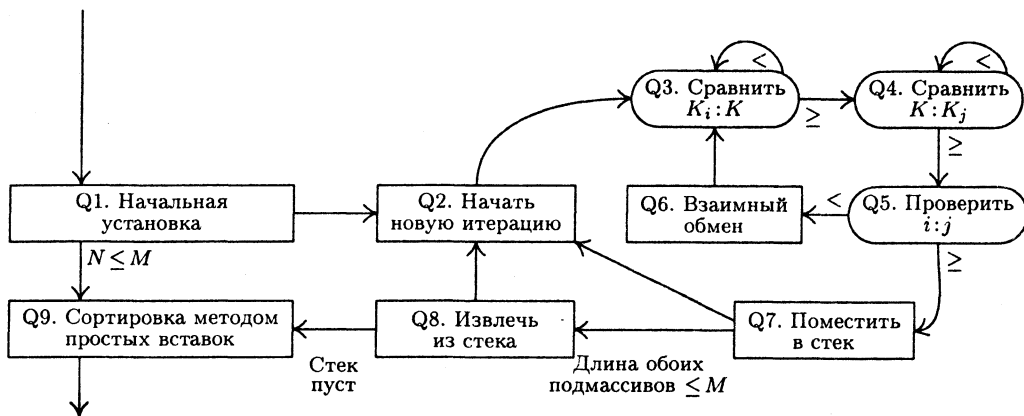 <
<
Q3. Сравнить
K_i : K
Q4. Сравнить
K : K_j
≥
≥
Q1. Начальная
установка
Q2. Начать
новую итерацию
Q6. Взаимный
обмен
<
Q5. Проверить
i : j
N ≤ M
≥
Q9. Сортировка методом
простых вставок
Q8. Извлечь
из стека
Q7. Поместить
в стек
Стек
пуст
Длина обоих
подмассивов ≤ M